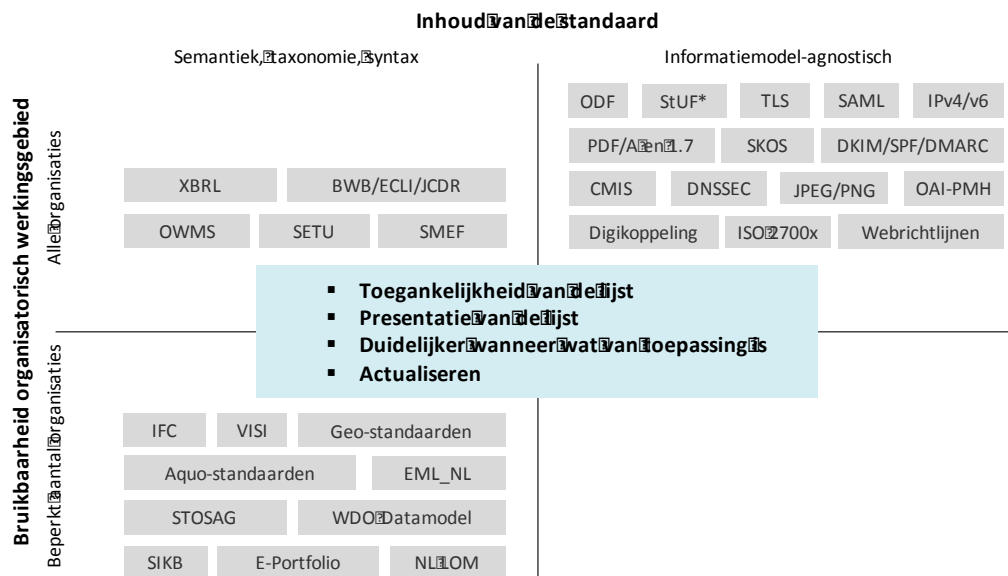 Inhoud van de standaard
Semantiek, taxonomie, syntax
Informatiemodel-agnostisch
Bruikbaarheid organisatorisch werkingsgebied
Alle organisaties
ODF StUF* TLS SAML IPv4/v6
PDF/A en 1.7 SKOS DKIM/SPF/DMARC
XBRL BWB/ECLI/JCDR
CMIS DNSSEC JPEG/PNG OAI-PMH
OWMS SETU SMEF
Digikoppeling ISO 2700x Webrichtlijnen
▪ Toegankelijkheid van de lijst
▪ Presentatie van de lijst
▪ Duidelijker wanneer wat van toepassing is
▪ Actualiseren
Beperkt aantal organisaties
IFC VISI Geo-standaarden
Aquo-standaarden EML_NL
STOSAG WDO Datamodel
SIKB E-Portfolio NL LOM